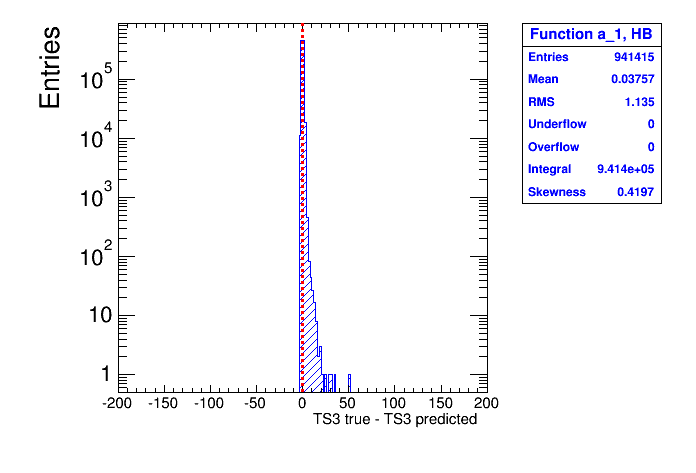 Function a_1, HB
Entries 941415
Mean 0.03757
RMS 1.135
Underflow 0
Overflow 0
Integral 9.414e+05
Skewness 0.4197
Entries
10^5
10^4
10^3
10^2
10
1
-200 -150 -100 -50 0 50 100 150 200
TS3 true - TS3 predicted